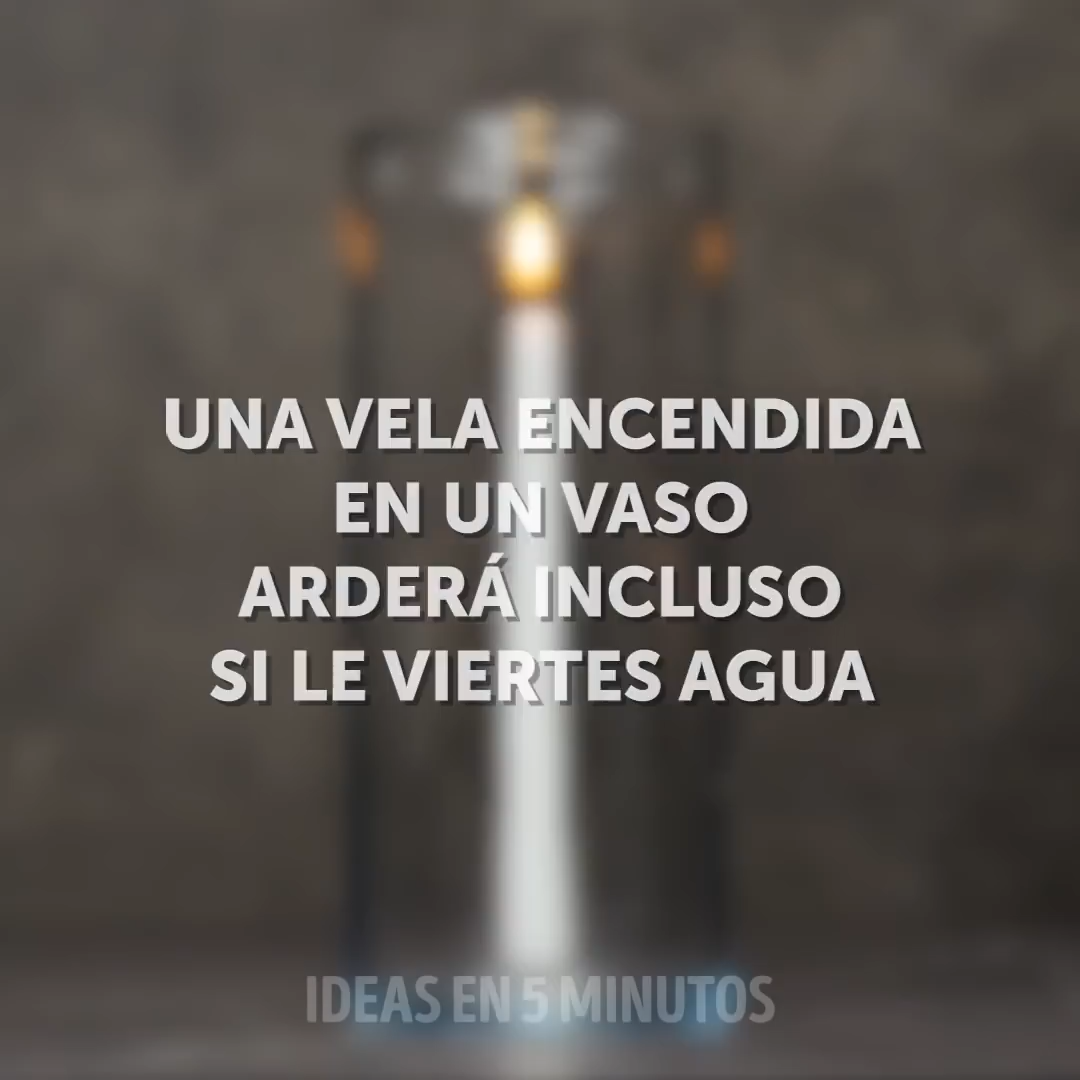 UNA VELA ENCENDIDA
EN UN VASO
ARDERÁ INCLUSO
SI LE VIERTES AGUA
IDEAS EN 5 MINUTOS